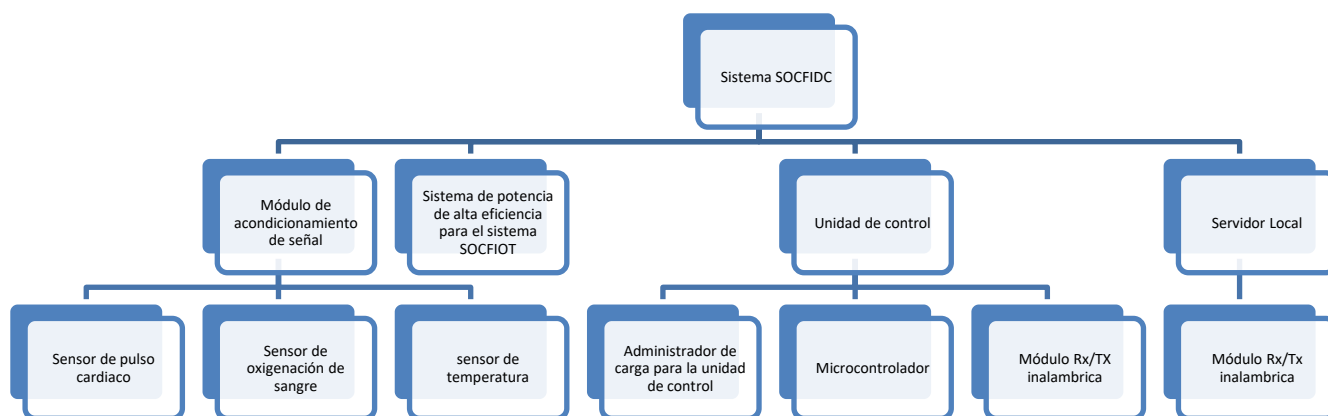 Sistema SOCFIDC
Módulo de
acondicionamiento
de señal
Sistema de potencia
de alta eficiencia
para el sistema
SOCFIOT
Unidad de control
Servidor Local
Sensor de pulso
cardiaco
Sensor de
oxigenación de
sangre
sensor de
temperatura
Administrador de
carga para la unidad
de control
Microcontrolador
Módulo Rx/TX
inalambrica
Módulo Rx/Tx
inalambrica